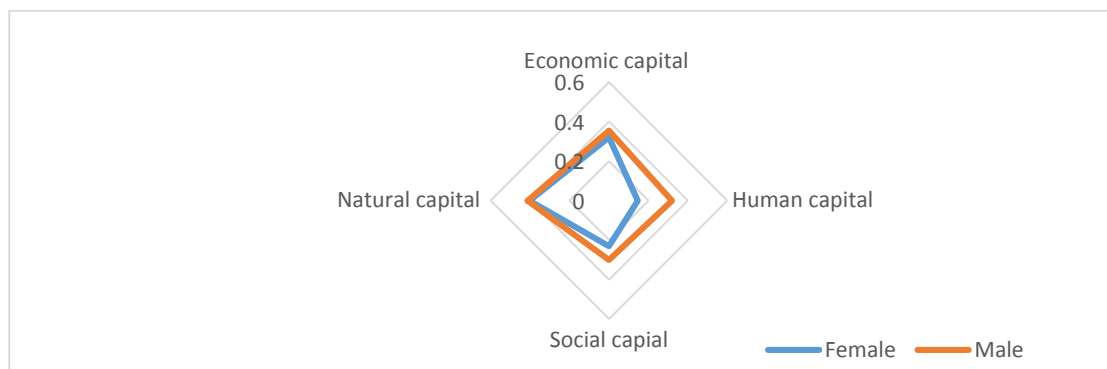 Economic capital
0.6
0.4
0.2
0
Natural capital
Human capital
Social capial
Female
Male